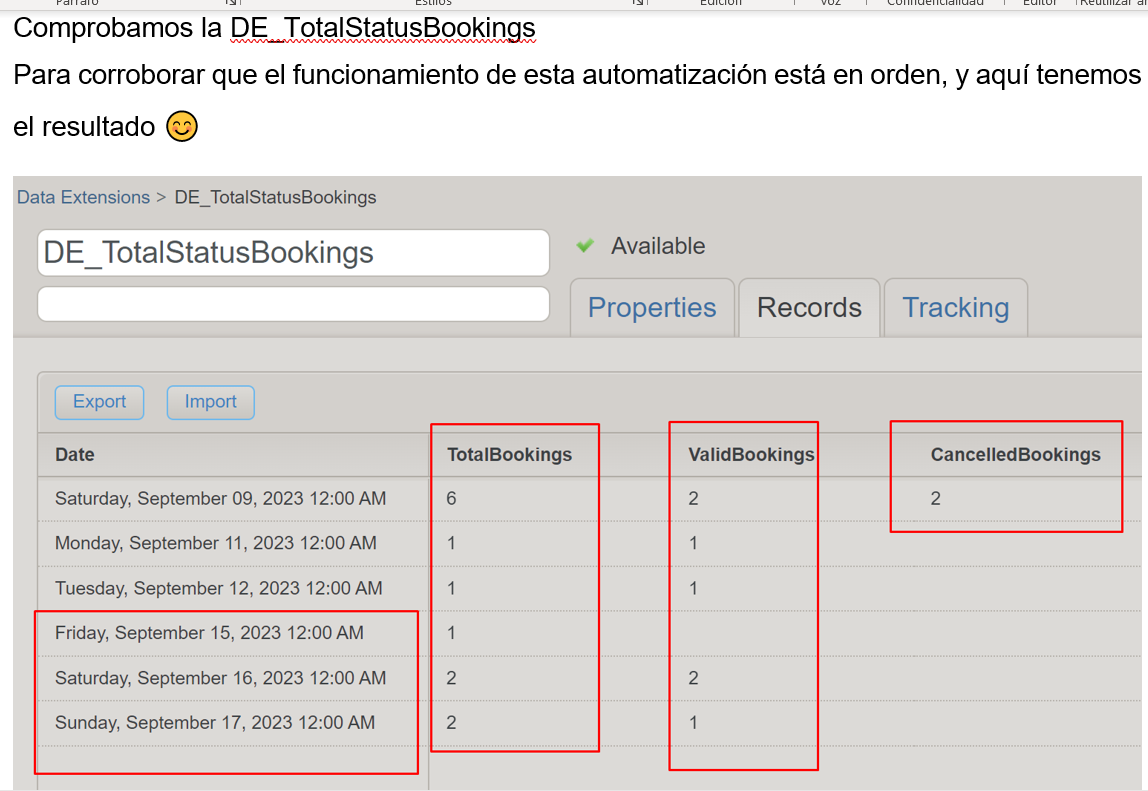 Párrafo Estilos Edición Voz Confidencialidad Editor
Comprobamos la DE_TotalStatusBookings
Para corroborar que el funcionamiento de esta automatización está en orden, y aquí tenemos
el resultado 😊
Data Extensions > DE_TotalStatusBookings
DE_TotalStatusBookings
Available
Properties Records Tracking
Export Import
Date TotalBookings ValidBookings CancelledBookings
Saturday, September 09, 2023 12:00 AM 6 2 2
Monday, September 11, 2023 12:00 AM 1 1
Tuesday, September 12, 2023 12:00 AM 1 1
Friday, September 15, 2023 12:00 AM 1
Saturday, September 16, 2023 12:00 AM 2 2
Sunday, September 17, 2023 12:00 AM 2 1